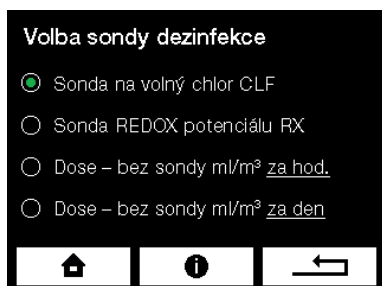 Volba sondy dezinfekce
Sonda na volný chlor CLF
Sonda REDOX potenciálu RX
Dose – bez sondy ml/m³ za hod.
Dose – bez sondy ml/m³ za den